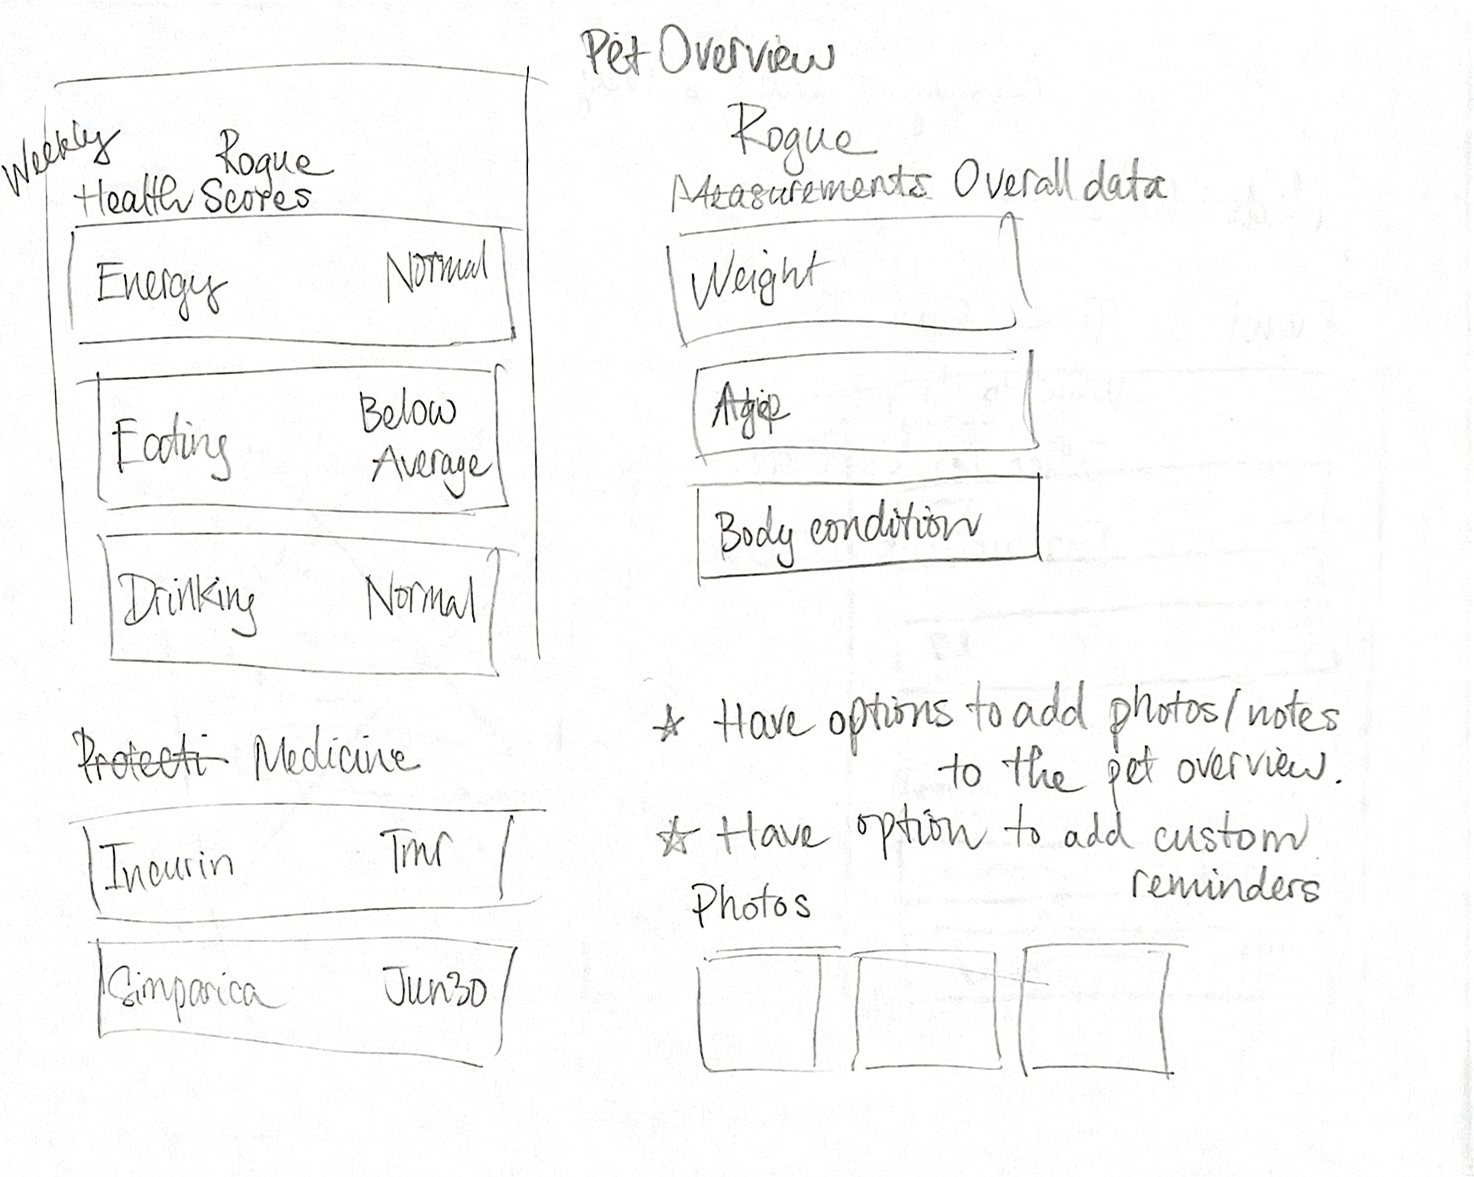 Pet Overview
Weekly
Rogue
Health Scores
Energy Normal
Eating Below
Average
Drinking Normal
Protecti Medicine
Incurin Tmr
Simparica Jun30
Rogue
Measurements Overall data
Weight
Body condition
☆ Have options to add photos/notes
to the pet overview.
☆ Have option to add custom
reminders
Photos